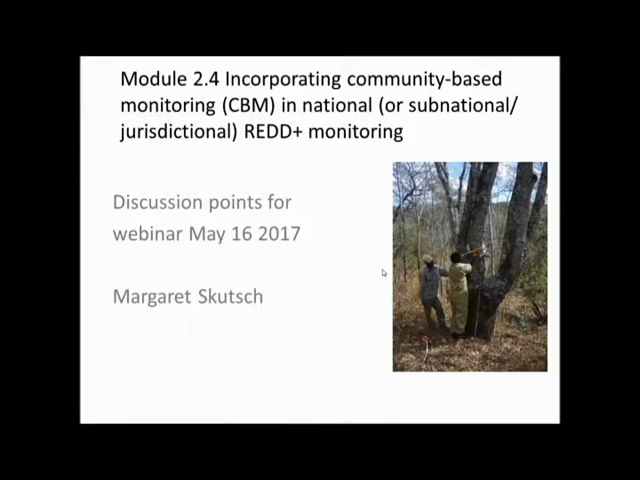 Module 2.4 Incorporating community-based
monitoring (CBM) in national (or subnational/
jurisdictional) REDD+ monitoring
Discussion points for
webinar May 16 2017
Margaret Skutsch